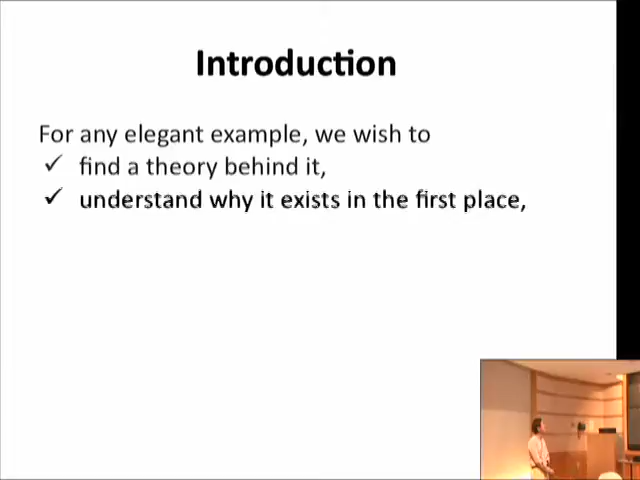 Introduction
For any elegant example, we wish to
✓ find a theory behind it,
✓ understand why it exists in the first place,